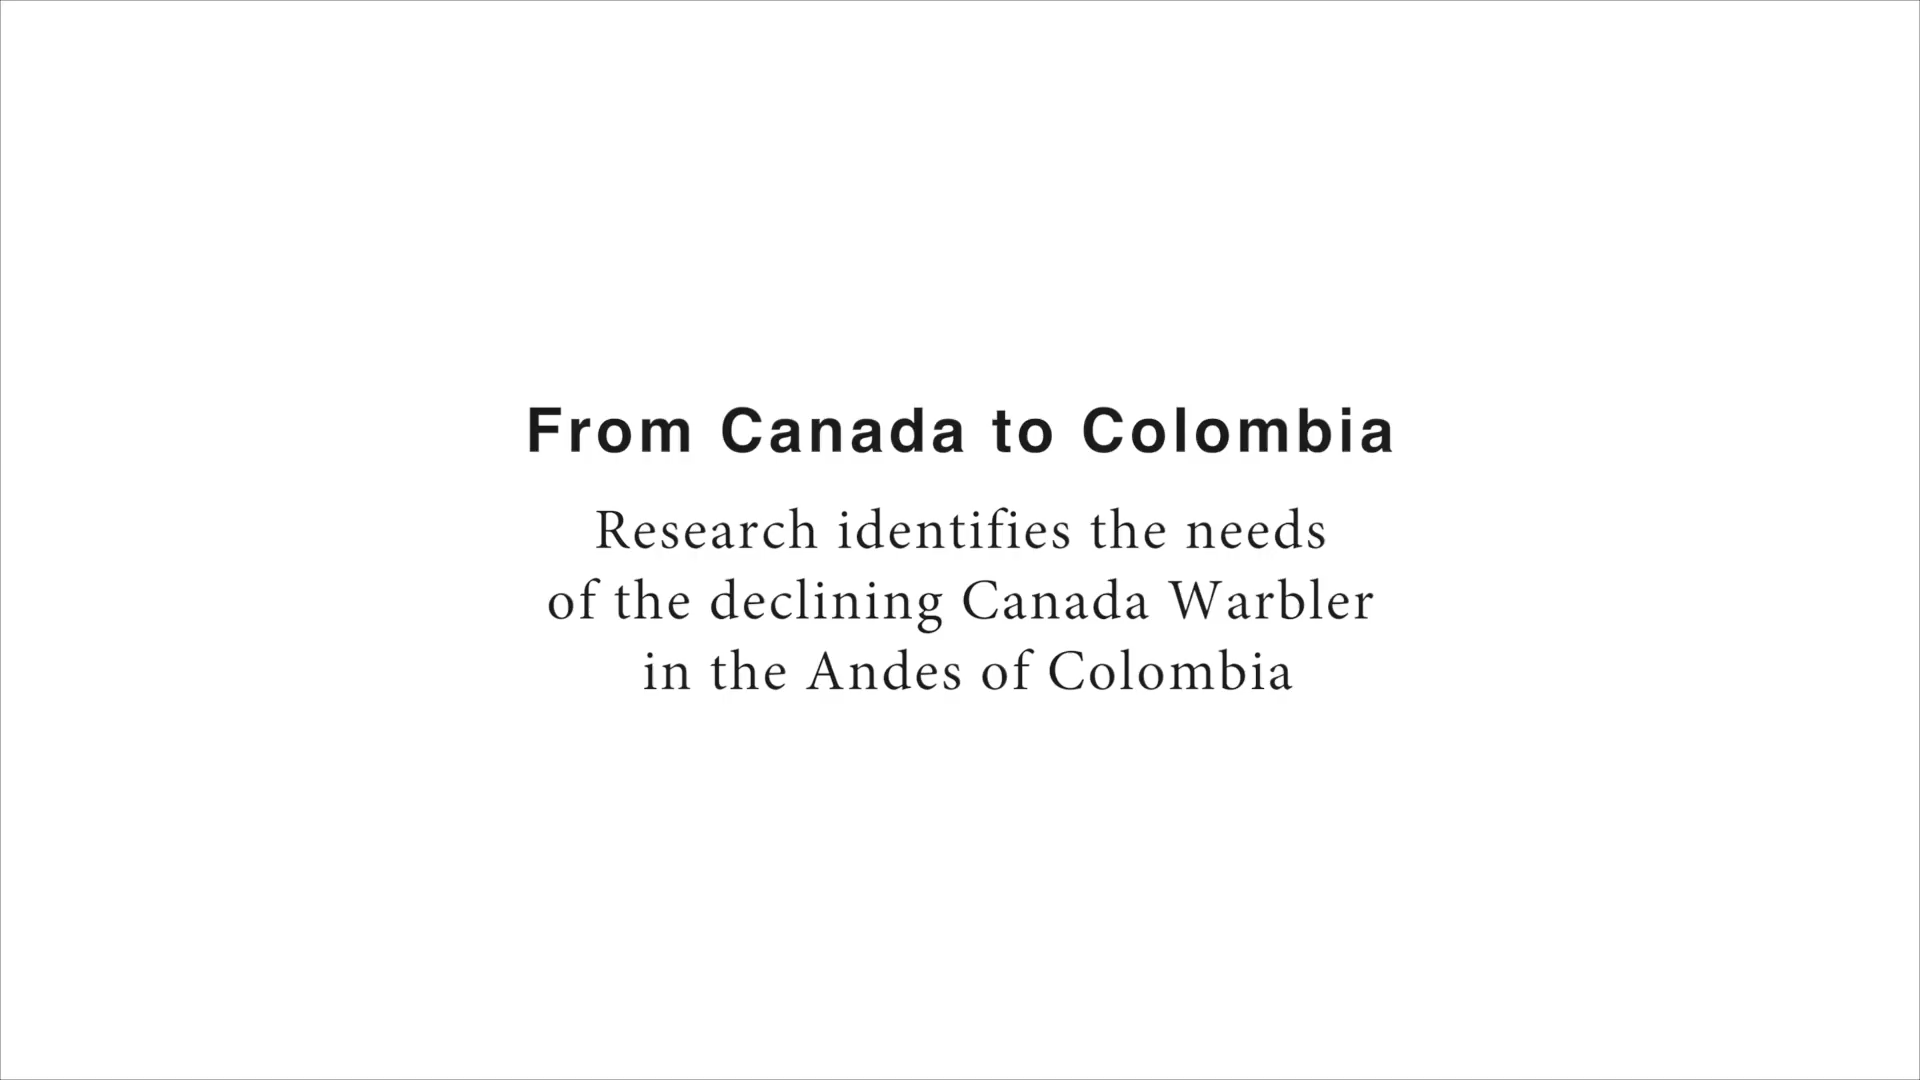 From Canada to Colombia
Research identifies the needs
of the declining Canada Warbler
in the Andes of Colombia